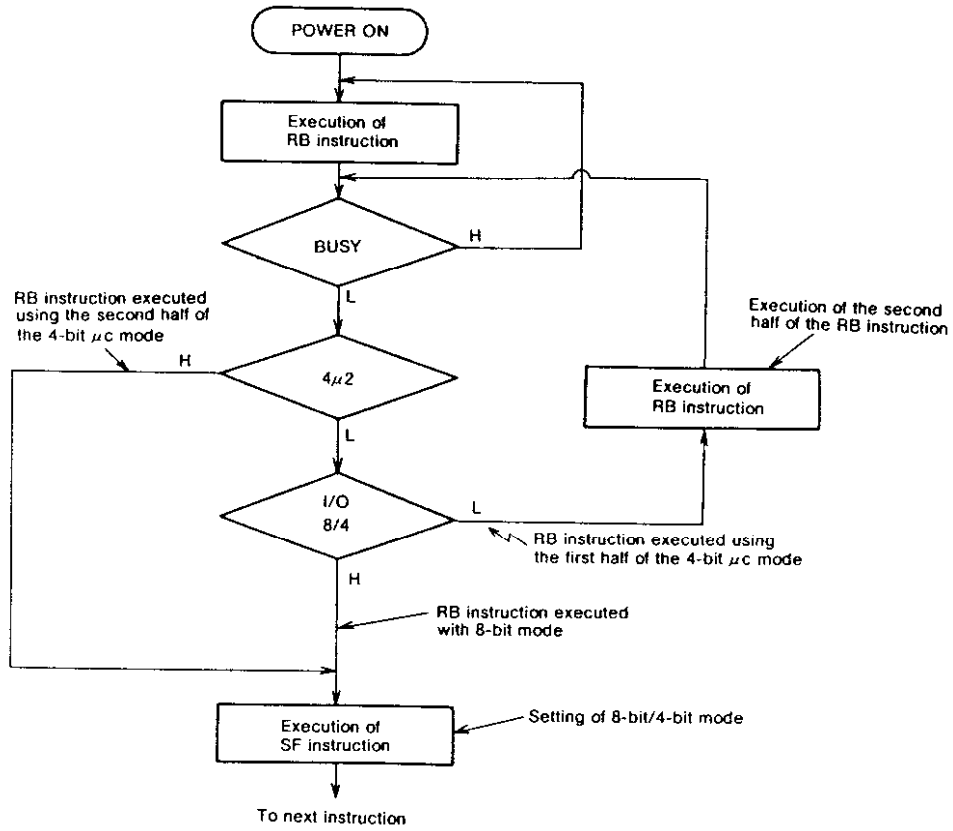 POWER ON
Execution of
RB instruction
BUSY
H
L
RB instruction executed
using the second half of
the 4-bit μc mode
H
4μ2
L
Execution of the second
half of the RB instruction
Execution of
RB instruction
I/O
8/4
L
RB instruction executed using
the first half of the 4-bit μc mode
H
RB instruction executed
with 8-bit mode
Execution of
SF instruction
Setting of 8-bit/4-bit mode
To next instruction